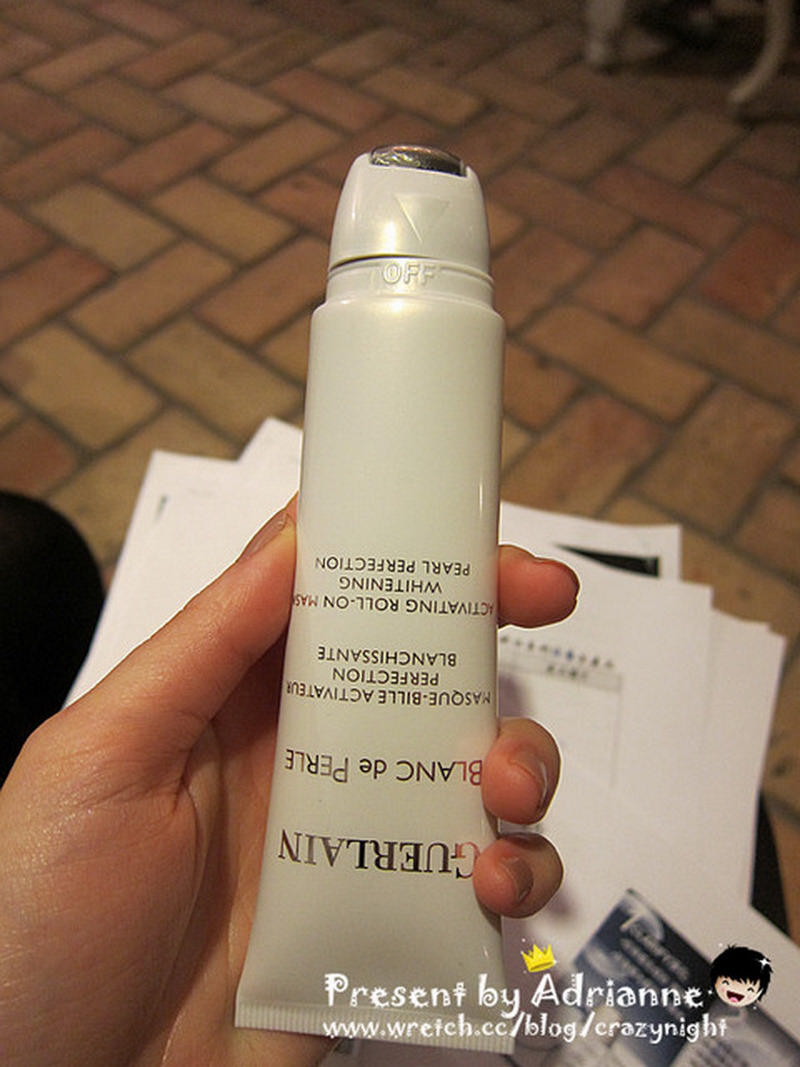 OFF
GUERLAIN
BLANC de PERLE
MASQUE-BILLE ACTIVATEUR
PERFECTION
BLANCHISSANTE
ACTIVATING ROLL-ON MASK
WHITENING
PEARL PERFECTION
Present by Adrianne
www.wretch.cc/blog/crazynight